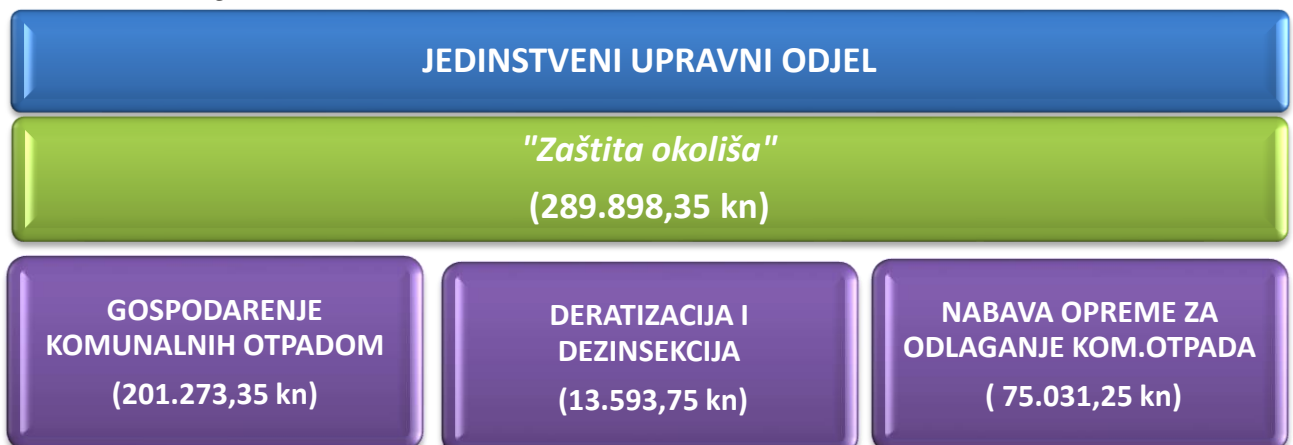 JEDINSTVENI UPRAVNI ODJEL
"Zaštita okoliša"
(289.898,35 kn)
GOSPODARENJE
KOMUNALNIH OTPADOM
(201.273,35 kn)
DERATIZACIJA I
DEZINSEKCIJA
(13.593,75 kn)
NABAVA OPREME ZA
ODLAGANJE KOM.OTPADA
( 75.031,25 kn)